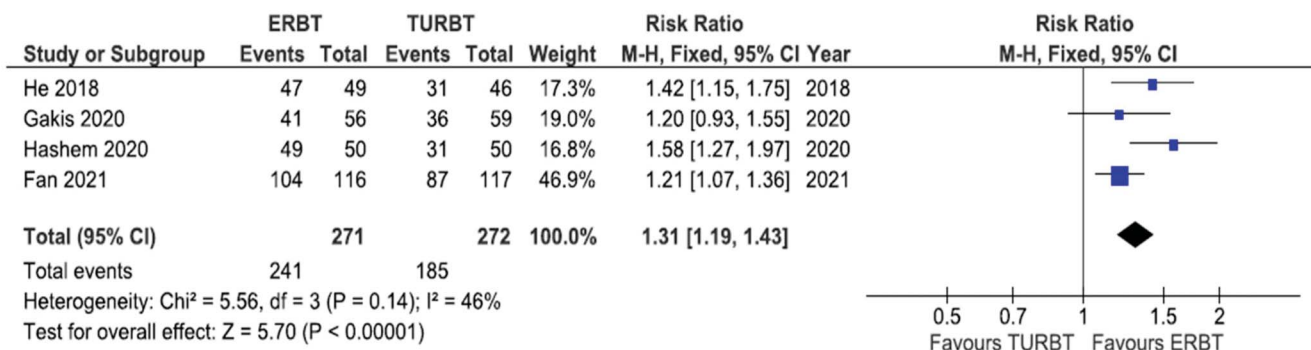 ERBT TURBT Risk Ratio Risk Ratio
Study or Subgroup Events Total Events Total Weight M-H, Fixed, 95% CI Year M-H, Fixed, 95% CI
He 2018 47 49 31 46 17.3% 1.42 [1.15, 1.75] 2018
Gakis 2020 41 56 36 59 19.0% 1.20 [0.93, 1.55] 2020
Hashem 2020 49 50 31 50 16.8% 1.58 [1.27, 1.97] 2020
Fan 2021 104 116 87 117 46.9% 1.21 [1.07, 1.36] 2021
Total (95% CI) 271 272 100.0% 1.31 [1.19, 1.43]
Total events 241 185
Heterogeneity: Chi² = 5.56, df = 3 (P = 0.14); I² = 46%
Test for overall effect: Z = 5.70 (P < 0.00001)
0.5 0.7 1 1.5 2
Favours TURBT Favours ERBT